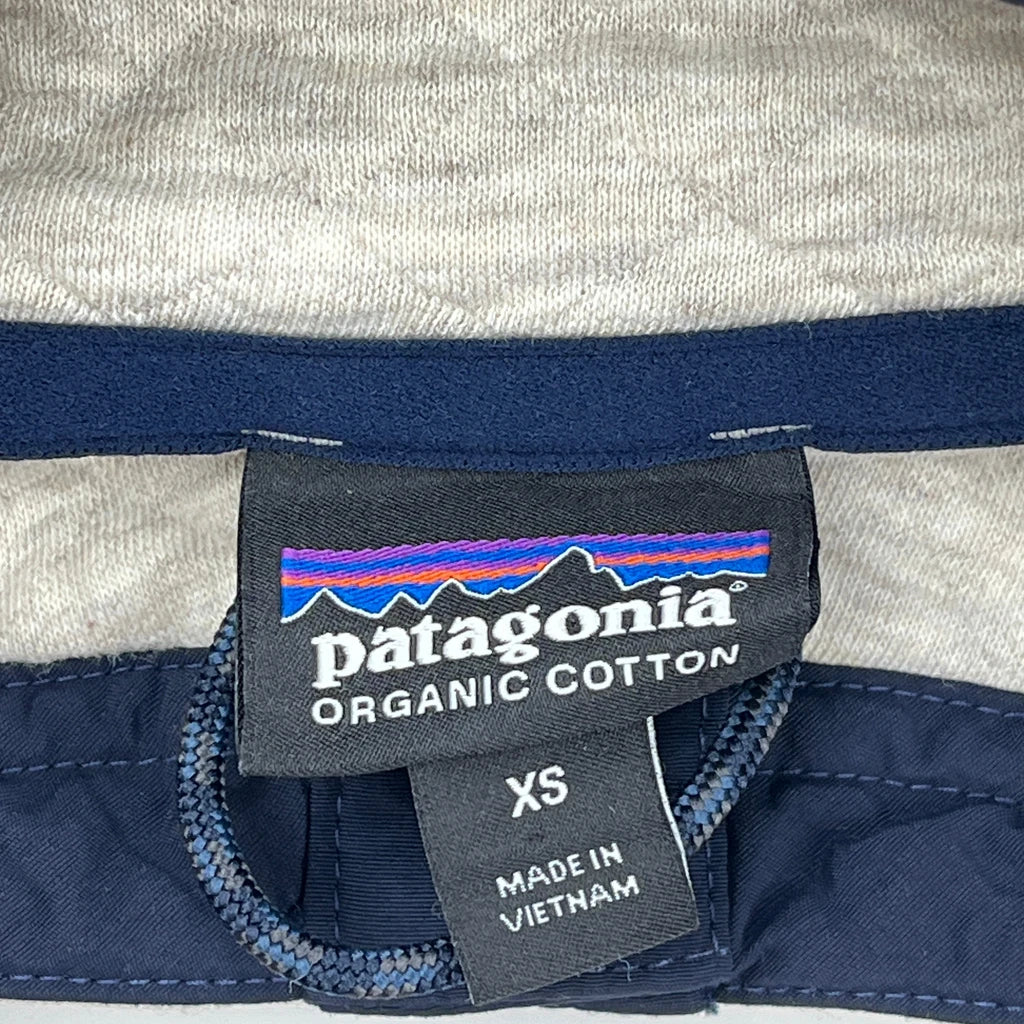 patagonia
ORGANIC COTTON
XS
MADE IN
VIETNAM